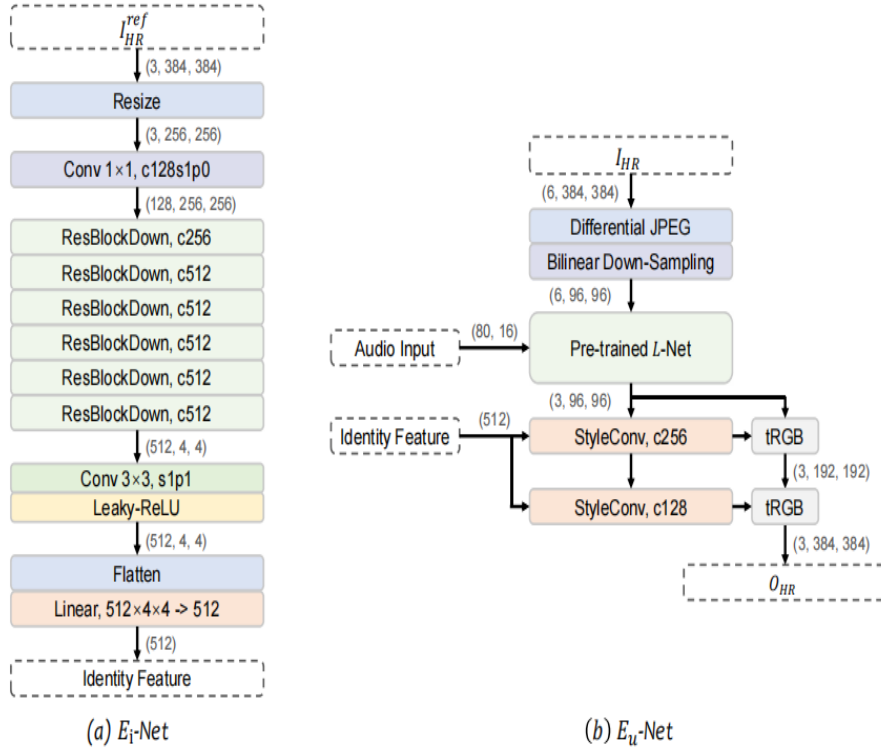 I_HR^ref
(3, 384, 384)
Resize
(3, 256, 256)
Conv 1×1, c128s1p0
(128, 256, 256)
ResBlockDown, c256
ResBlockDown, c512
ResBlockDown, c512
ResBlockDown, c512
ResBlockDown, c512
ResBlockDown, c512
(512, 4, 4)
Conv 3×3, s1p1
Leaky-ReLU
(512, 4, 4)
Flatten
Linear, 512×4×4 -> 512
(512)
Identity Feature
(a) E_i-Net
I_HR
(6, 384, 384)
Differential JPEG
Bilinear Down-Sampling
(6, 96, 96)
Audio Input
(80, 16)
Pre-trained L-Net
(3, 96, 96)
Identity Feature
(512)
StyleConv, c256
tRGB
(3, 192, 192)
StyleConv, c128
tRGB
(3, 384, 384)
O_HR
(b) E_u-Net